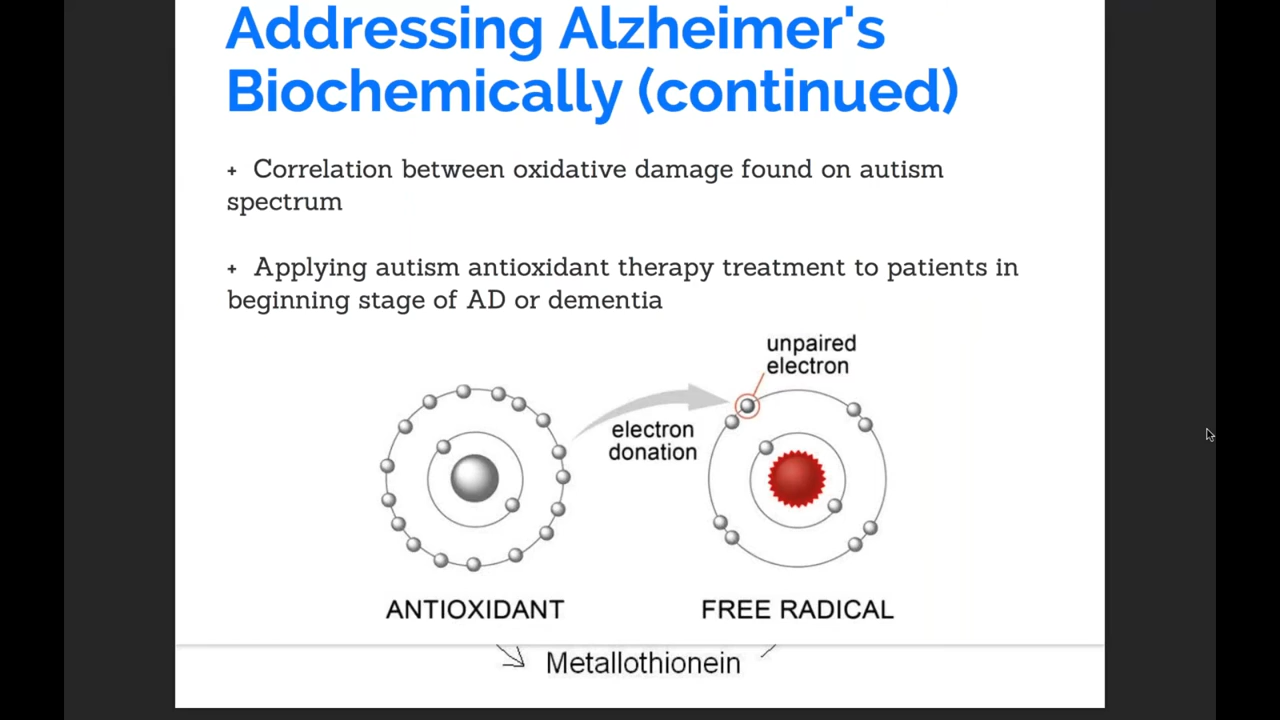 Addressing Alzheimer's
Biochemically (continued)
+ Correlation between oxidative damage found on autism
spectrum
+ Applying autism antioxidant therapy treatment to patients in
beginning stage of AD or dementia
unpaired
electron
electron
donation
ANTIOXIDANT
FREE RADICAL
Metallothionein